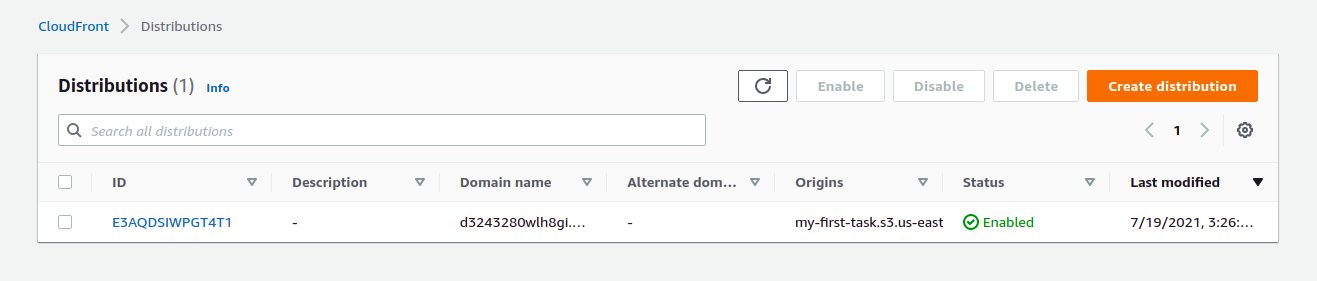 CloudFront > Distributions
Distributions (1) Info
Enable Disable Delete Create distribution
Search all distributions
1
ID Description Domain name Alternate dom... Origins Status Last modified
E3AQDSIWPGT4T1 - d3243280wlh8gi.... - my-first-task.s3.us-east Enabled 7/19/2021, 3:26:...